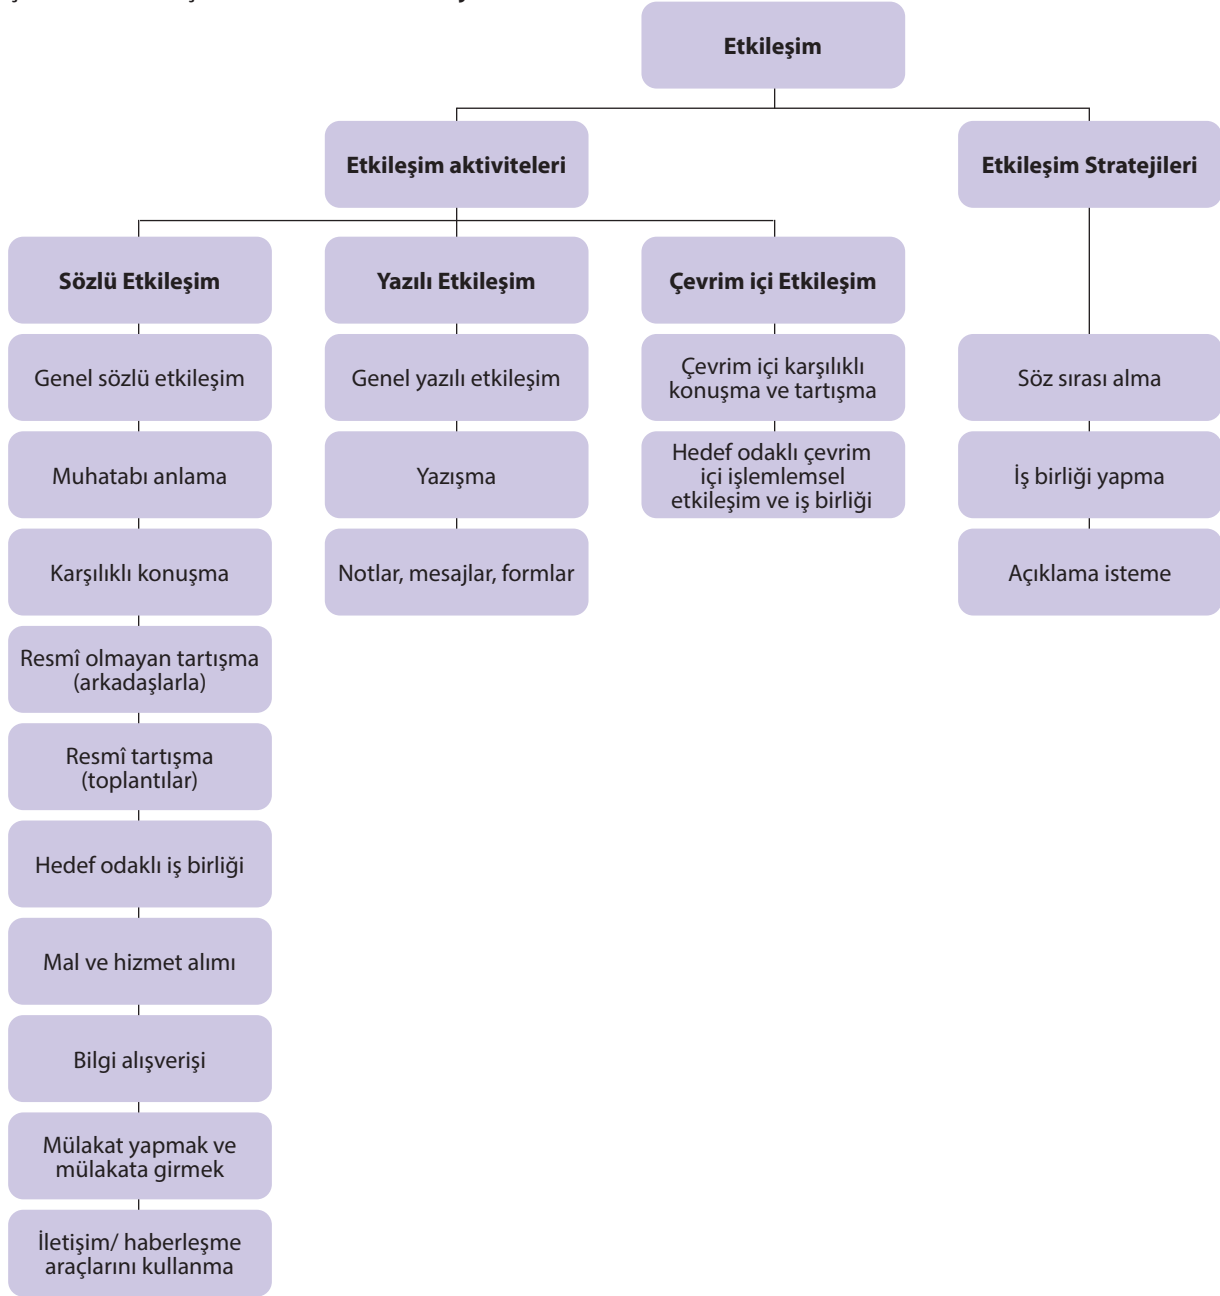 Etkileşim
Etkileşim aktiviteleri
Etkileşim Stratejileri
Sözlü Etkileşim
Yazılı Etkileşim
Çevrim içi Etkileşim
Genel sözlü etkileşim
Genel yazılı etkileşim
Çevrim içi karşılıklı
konuşma ve tartışma
Söz sırası alma
Muhatabı anlama
Yazışma
Hedef odaklı çevrim
içi işlemlemsel
etkileşim ve iş birliği
İş birliği yapma
Karşılıklı konuşma
Notlar, mesajlar, formlar
Açıklama isteme
Resmî olmayan tartışma
(arkadaşlarla)
Resmî tartışma
(toplantılar)
Hedef odaklı iş birliği
Mal ve hizmet alımı
Bilgi alışverişi
Mülakat yapmak ve
mülakata girmek
İletişim/ haberleşme
araçlarını kullanma